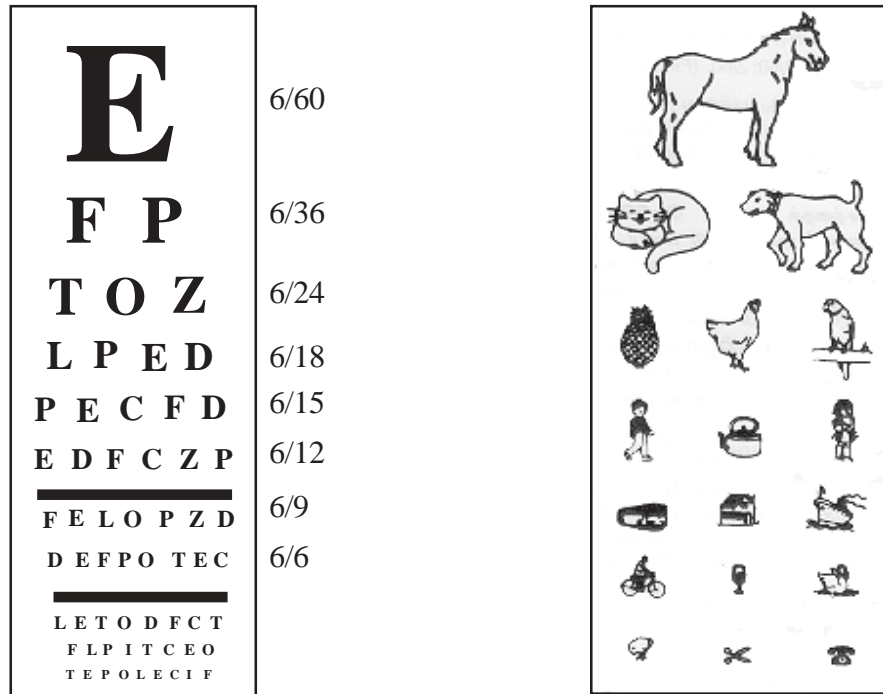 E 6/60
F P 6/36
T O Z 6/24
L P E D 6/18
P E C F D 6/15
E D F C Z P 6/12
F E L O P Z D 6/9
D E F P O T E C 6/6
L E T O D F C T
F L P I T C E O
T E P O L E C I F